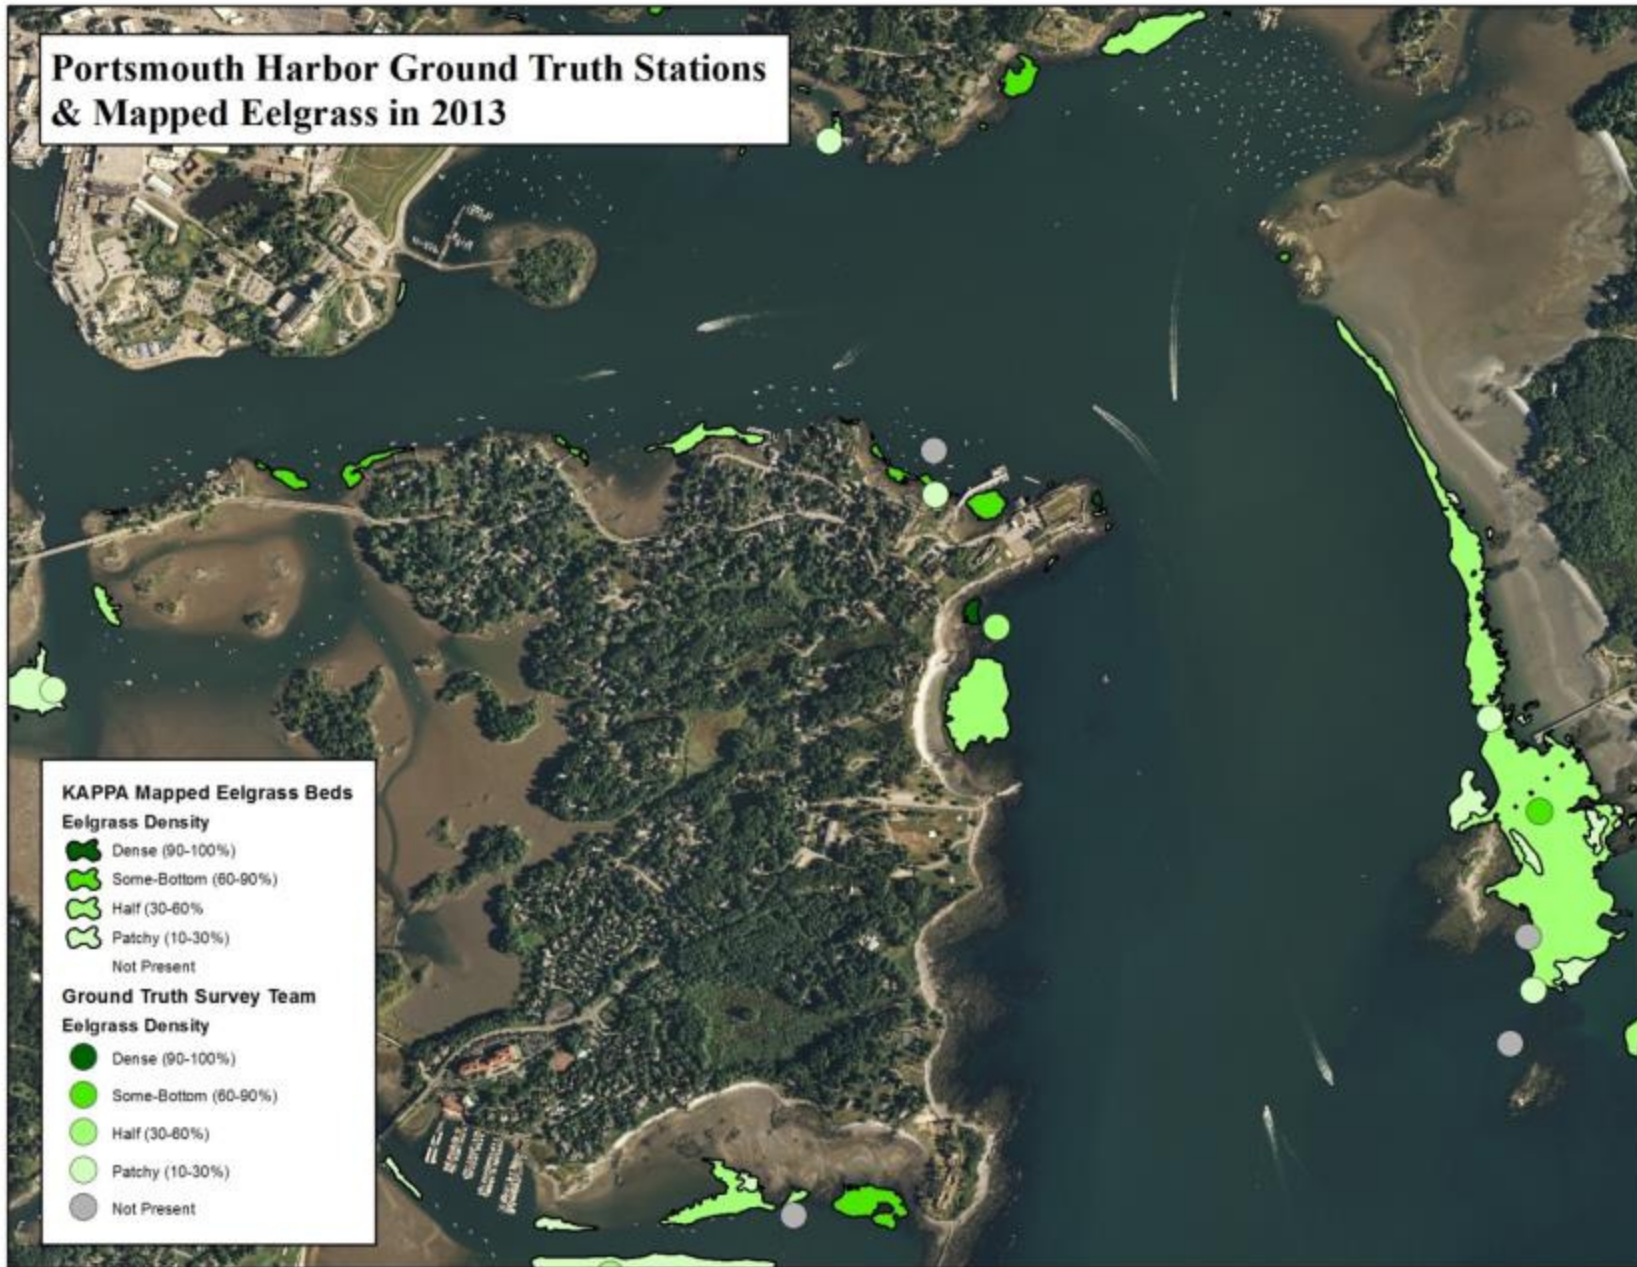 Portsmouth Harbor Ground Truth Stations
& Mapped Eelgrass in 2013
KAPPA Mapped Eelgrass Beds
Eelgrass Density
Dense (90-100%)
Some-Bottom (60-90%)
Half (30-60%
Patchy (10-30%)
Not Present
Ground Truth Survey Team
Eelgrass Density
Dense (90-100%)
Some-Bottom (60-90%)
Half (30-60%)
Patchy (10-30%)
Not Present